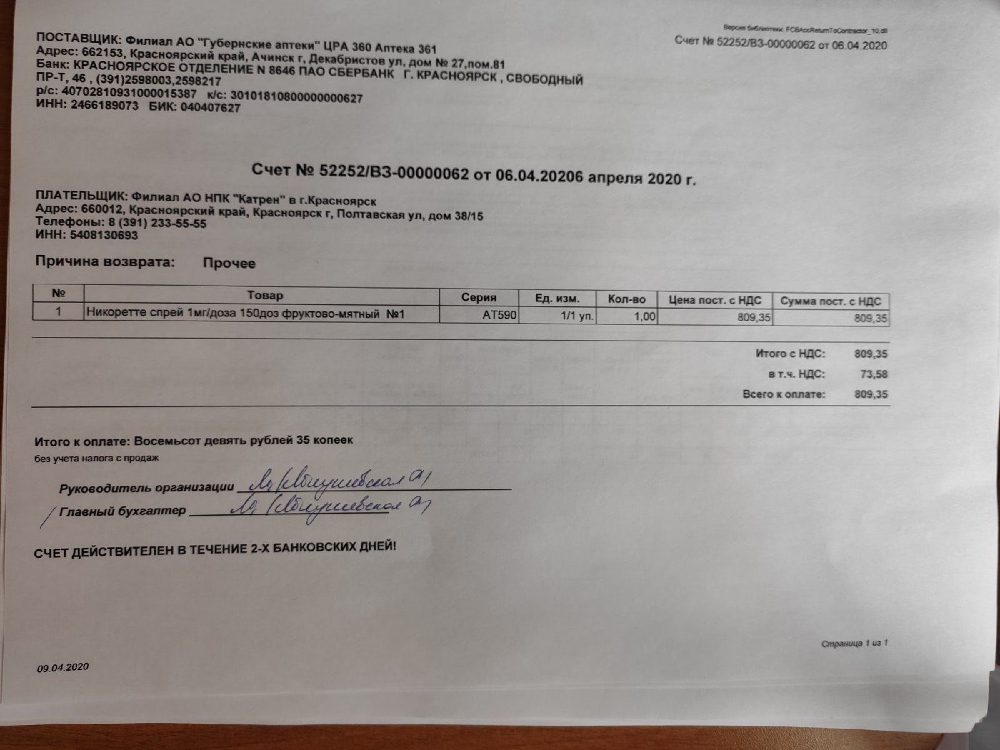 Версия библиотеки: FCBAccReturnToContractor_10.dll
Счет № 52252/ВЗ-00000062 от 06.04.2020
ПОСТАВЩИК: Филиал АО "Губернские аптеки" ЦРА 360 Аптека 361
Адрес: 662153, Красноярский край, Ачинск г, Декабристов ул, дом № 27,пом.81
Банк: КРАСНОЯРСКОЕ ОТДЕЛЕНИЕ N 8646 ПАО СБЕРБАНК Г. КРАСНОЯРСК , СВОБОДНЫЙ
ПР-Т, 46 , (391)2598003,2598217
р/с: 40702810931000015387 к/с: 30101810800000000627
ИНН: 2466189073 БИК: 040407627
Счет № 52252/ВЗ-00000062 от 06.04.20206 апреля 2020 г.
ПЛАТЕЛЬЩИК: Филиал АО НПК "Катрен" в г.Красноярск
Адрес: 660012, Красноярский край, Красноярск г, Полтавская ул, дом 38/15
Телефоны: 8 (391) 233-55-55
ИНН: 5408130693
Причина возврата: Прочее
№ Товар Серия Ед. изм. Кол-во Цена пост. с НДС Сумма пост. с НДС
1 Никоретте спрей 1мг/доза 150доз фруктово-мятный №1 АТ590 1/1 уп. 1,00 809,35 809,35
Итого с НДС: 809,35
в т.ч. НДС: 73,58
Всего к оплате: 809,35
Итого к оплате: Восемьсот девять рублей 35 копеек
без учета налога с продаж
Руководитель организации
Главный бухгалтер
СЧЕТ ДЕЙСТВИТЕЛЕН В ТЕЧЕНИЕ 2-Х БАНКОВСКИХ ДНЕЙ!
Страница 1 из 1
09.04.2020